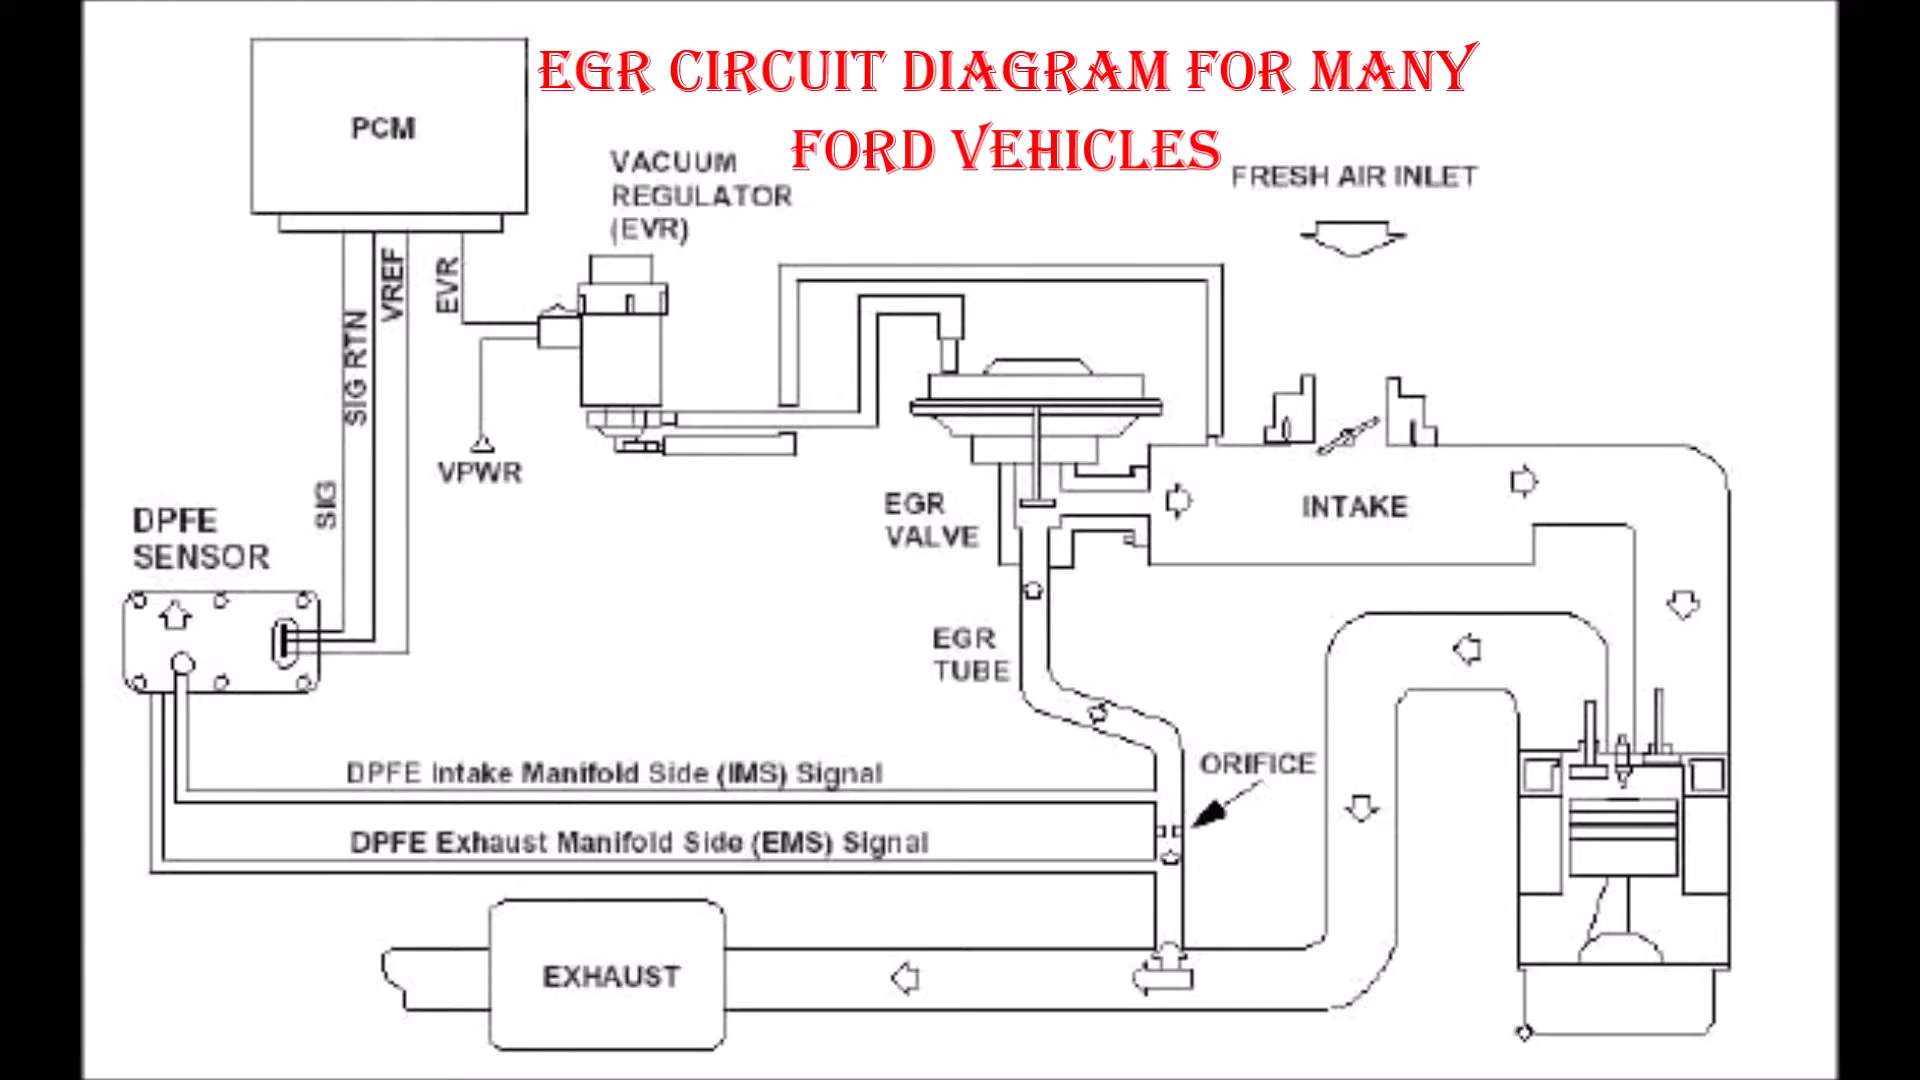 EGR CIRCUIT DIAGRAM FOR MANY
FORD VEHICLES
PCM
VACUUM
REGULATOR
(EVR)
FRESH AIR INLET
SIG
SIG RTN
VREF
EVR
VPWR
DPFE
SENSOR
EGR
VALVE
INTAKE
EGR
TUBE
ORIFICE
DPFE Intake Manifold Side (IMS) Signal
DPFE Exhaust Manifold Side (EMS) Signal
EXHAUST